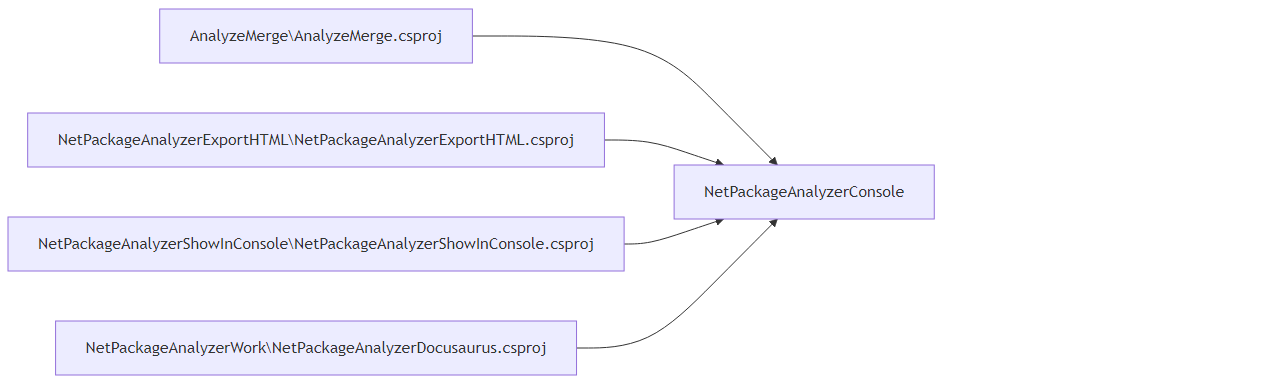 AnalyzeMerge\AnalyzeMerge.csproj
NetPackageAnalyzerExportHTML\NetPackageAnalyzerExportHTML.csproj
NetPackageAnalyzerConsole
NetPackageAnalyzerShowInConsole\NetPackageAnalyzerShowInConsole.csproj
NetPackageAnalyzerWork\NetPackageAnalyzerDocusaurus.csproj